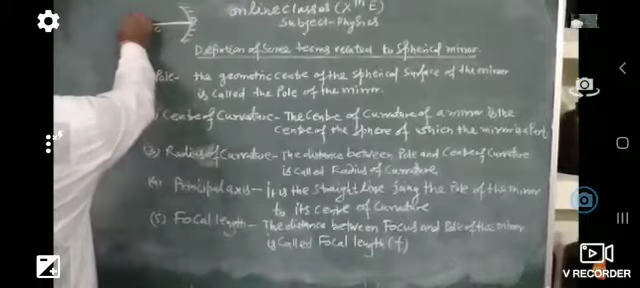 online classes (Xth E)
Subject- Physics
Definition of Some terms related to Spherical mirror.
Pole- the geometric centre of the spherical surface of the mirror
is called the Pole of the mirror.
Centre of Curvature- The Centre of Curvature of a mirror is the
centre of the sphere of which the mirror is a part
(3) Radius of Curvature- The distance between Pole and Centre of Curvature
is called Radius of Curvature.
(4) Principal axis- It is the straight line joing the Pole of the mirror
to its centre of Curvature
(5) Focal length- The distance between Focus and Pole of the mirror
is called Focal length (f)
V RECORDER